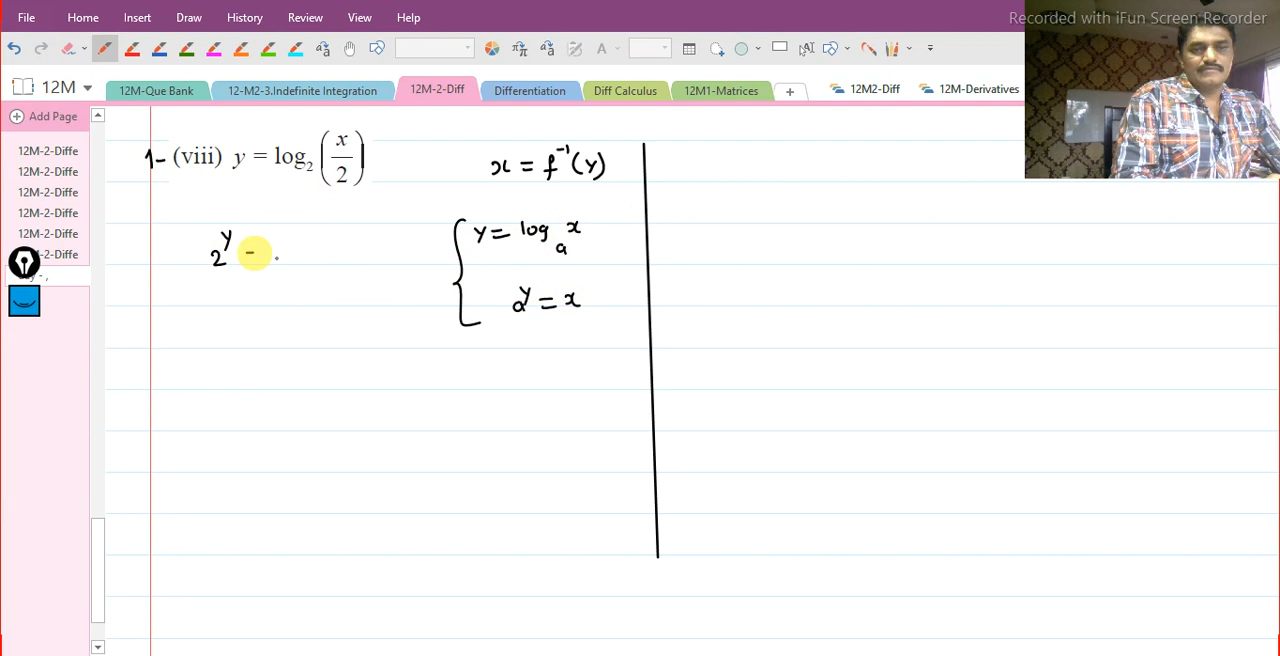 File Home Insert Draw History Review View Help
Recorded with iFun Screen Recorder
12M 12M-Que Bank 12-M2-3.Indefinite Integration 12M-2-Diff Differentiation Diff Calculus 12M1-Matrices + 12M2-Diff 12M-Derivatives
Add Page
12M-2-Diffe
12M-2-Diffe
12M-2-Diffe
12M-2-Diffe
12M-2-Diffe
1- (viii) y = log₂ (x/2)
x = f⁻¹(y)
y = logₐ x
2^y -
a^y = x